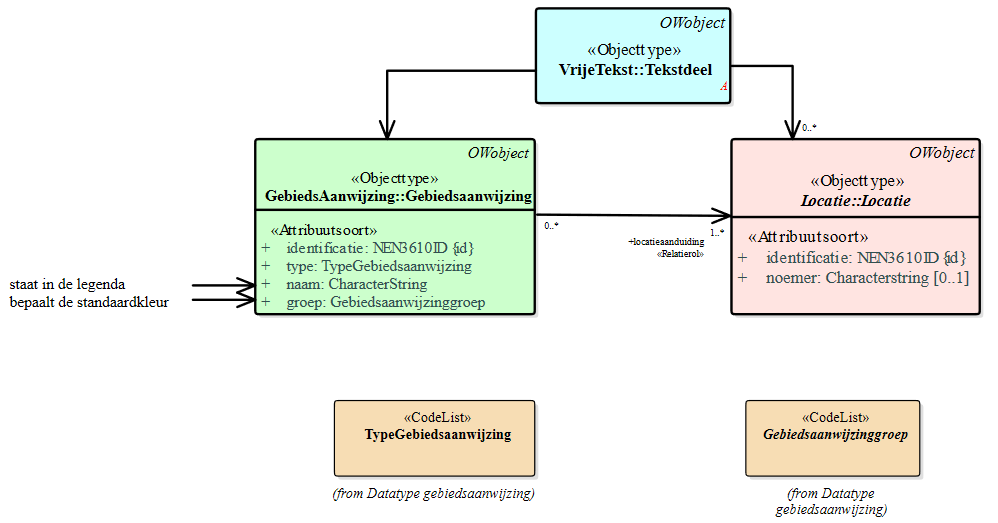 OWobject
«Objecttype»
VrijeTekst::Tekstdeel
A
0..*
OWobject
«Objecttype»
GebiedsAanwijzing::Gebiedsaanwijzing
«Attribuutsoort»
+ identificatie: NEN3610ID {id}
+ type: TypeGebiedsaanwijzing
+ naam: CharacterString
+ groep: Gebiedsaanwijzinggroep
staat in de legenda
bepaalt de standaardkleur
0..*
1..*
+locatieaanduiding
«Relatierol»
OWobject
«Objecttype»
Locatie::Locatie
«Attribuutsoort»
+ identificatie: NEN3610ID {id}
+ noemer: Characterstring [0..1]
«CodeList»
TypeGebiedsaanwijzing
(from Datatype gebiedsaanwijzing)
«CodeList»
Gebiedsaanwijzinggroep
(from Datatype
gebiedsaanwijzing)